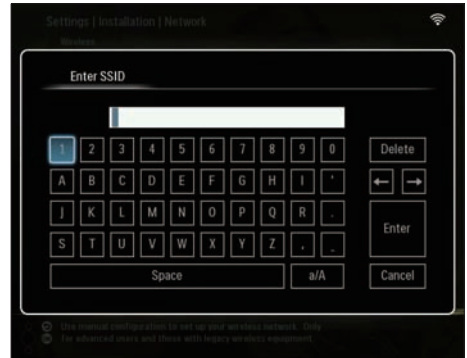 Settings | Installation | Network
Wireless
Enter SSID
1 2 3 4 5 6 7 8 9 0 Delete
A B C D E F G H I ' ← →
J K L M N O P Q R . Enter
S T U V W X Y Z , _
Space a/A Cancel
Use manual configuration to set up your wireless network. Only
for advanced users and those with legacy wireless equipment.